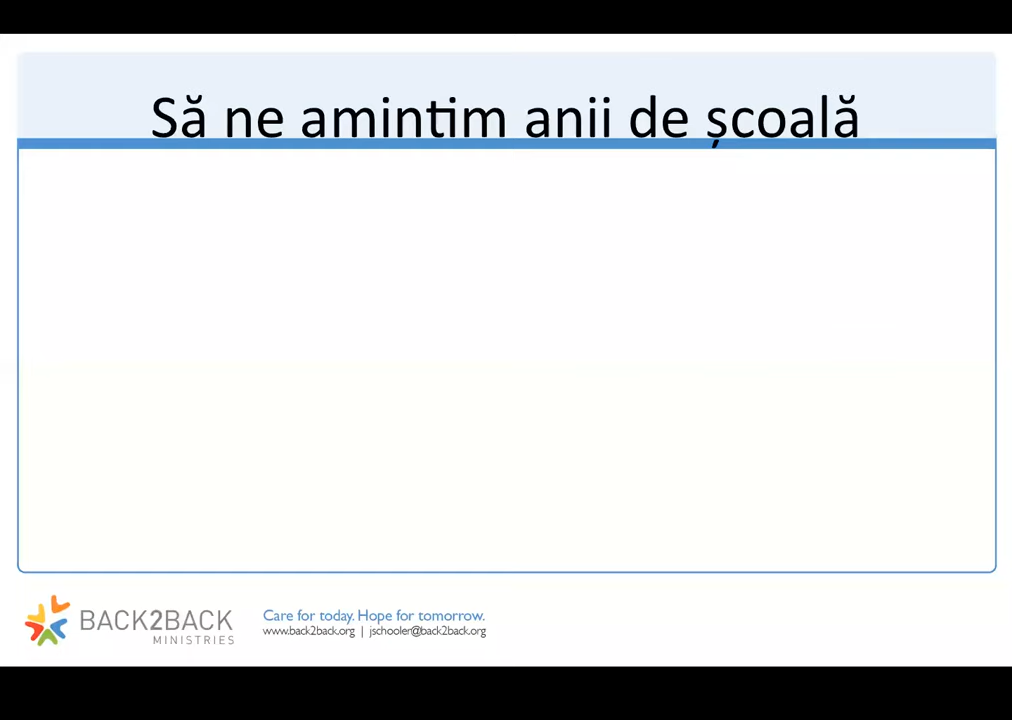 Să ne amintim anii de școală
BACK2BACK
MINISTRIES
Care for today. Hope for tomorrow.
www.back2back.org | jschooler@back2back.org